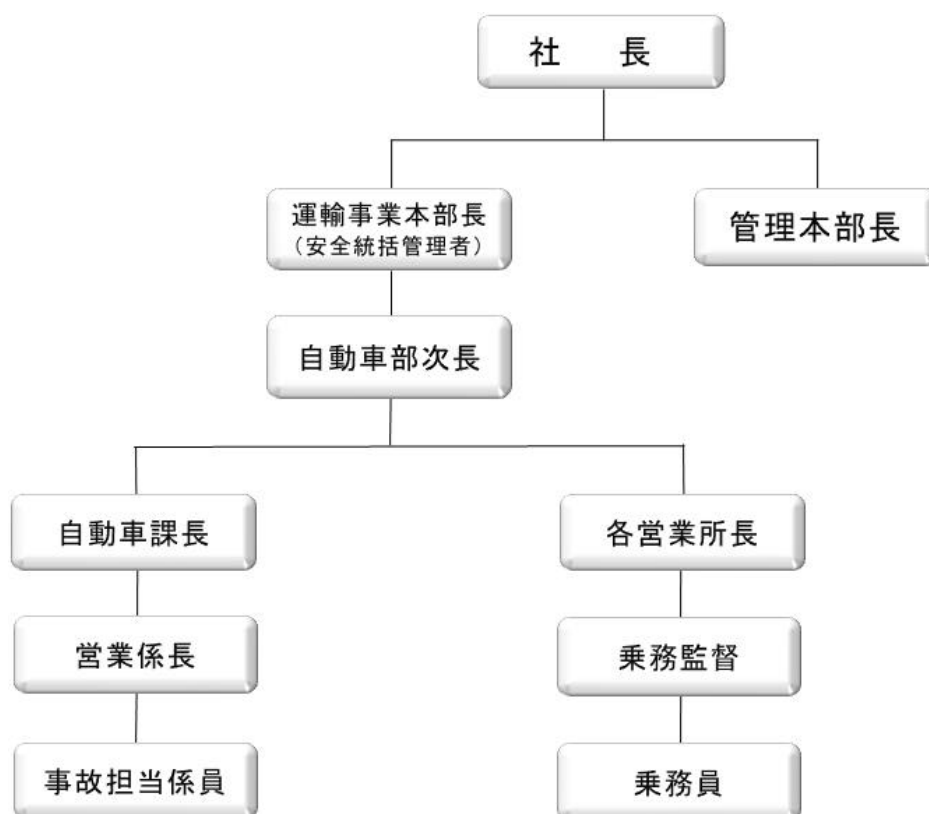 社　長
運輸事業本部長
（安全統括管理者）
管理本部長
自動車部次長
自動車課長
各営業所長
営業係長
乗務監督
事故担当係員
乗務員